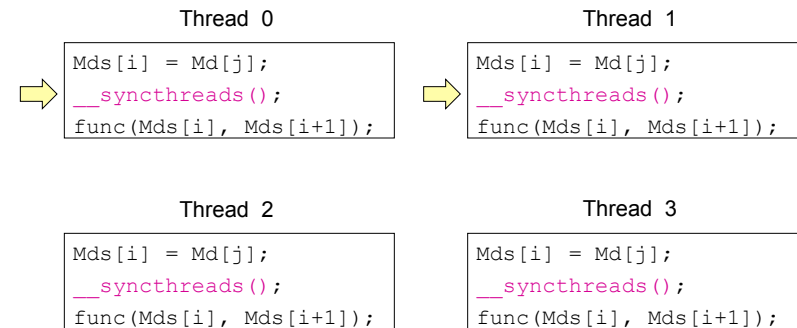 Thread 0
Thread 1
Mds[i] = Md[j];
__syncthreads();
func(Mds[i], Mds[i+1]);
Mds[i] = Md[j];
__syncthreads();
func(Mds[i], Mds[i+1]);
Thread 2
Thread 3
Mds[i] = Md[j];
__syncthreads();
func(Mds[i], Mds[i+1]);
Mds[i] = Md[j];
__syncthreads();
func(Mds[i], Mds[i+1]);